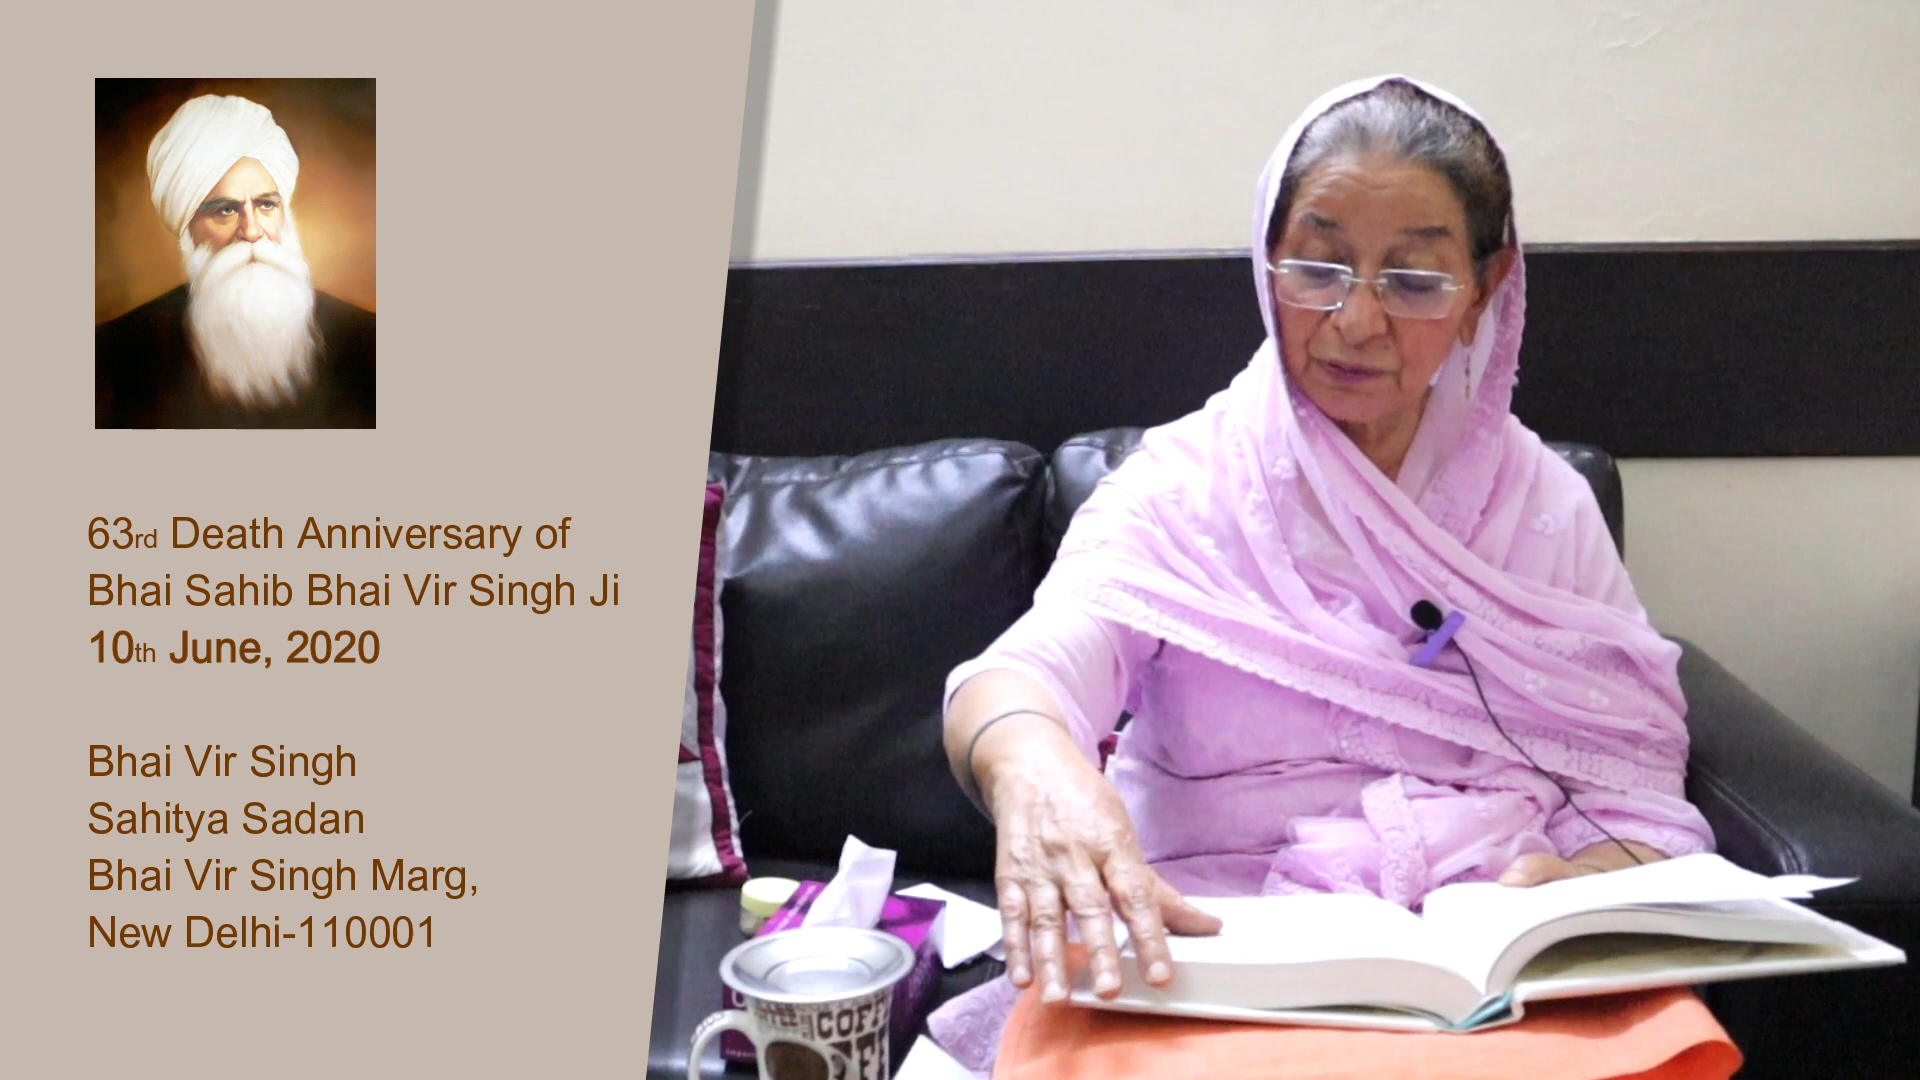 63rd Death Anniversary of
Bhai Sahib Bhai Vir Singh Ji
10th June, 2020
Bhai Vir Singh
Sahitya Sadan
Bhai Vir Singh Marg,
New Delhi-110001
COFFEE